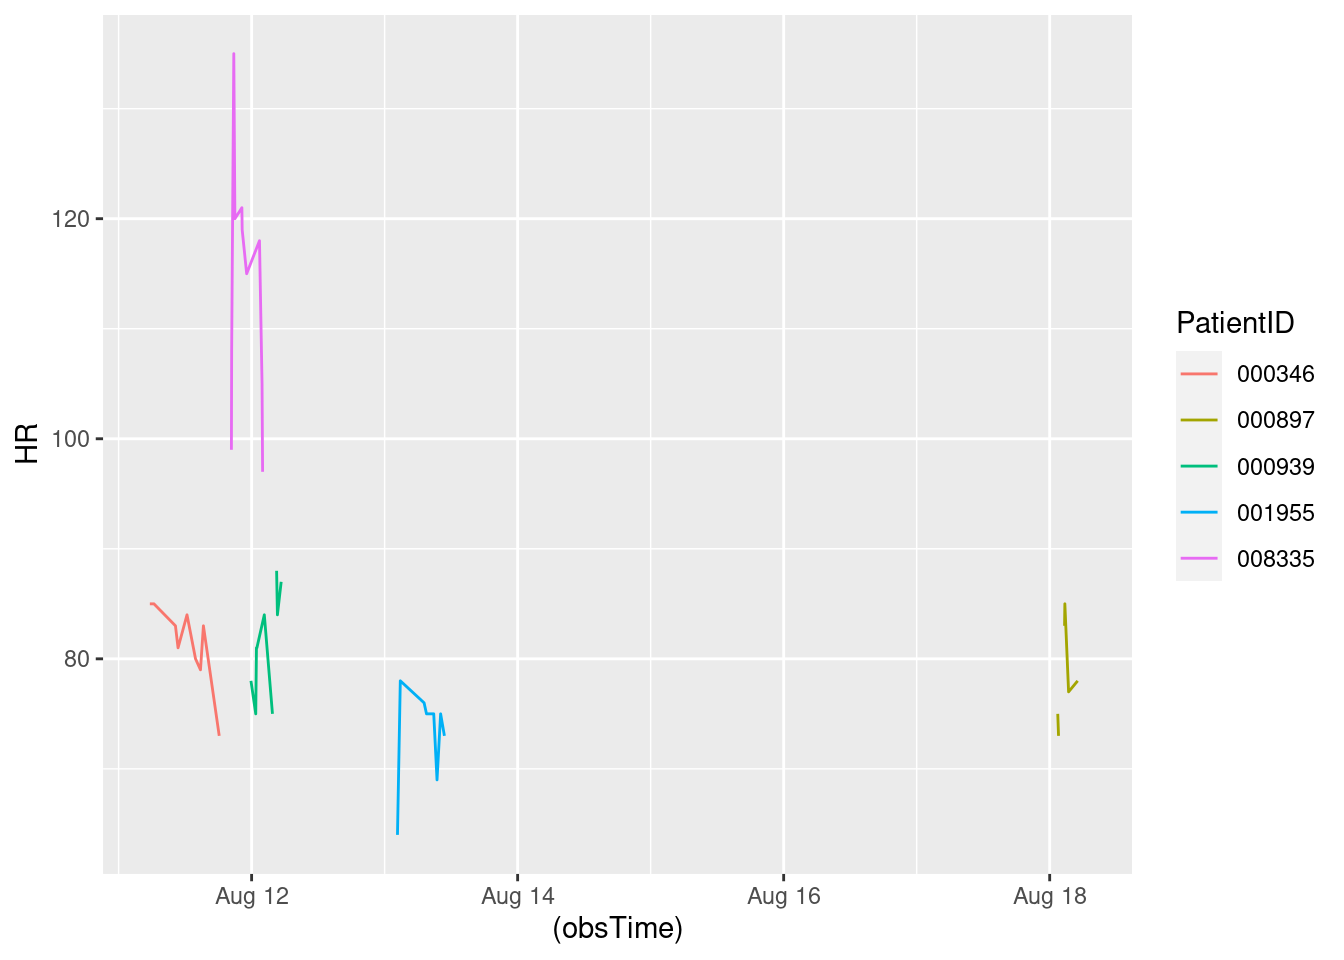 120
100
80
HR
Aug 12
Aug 14
Aug 16
Aug 18
(obsTime)
PatientID
000346
000897
000939
001955
008335